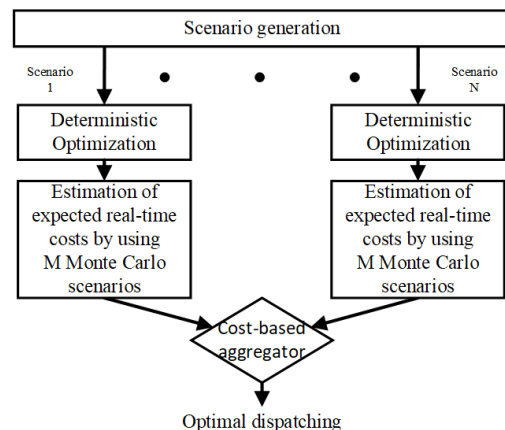 Scenario generation
Scenario
1
Scenario
N
Deterministic
Optimization
Deterministic
Optimization
Estimation of
expected real-time
costs by using
M Monte Carlo
scenarios
Estimation of
expected real-time
costs by using
M Monte Carlo
scenarios
Cost-based
aggregator
Optimal dispatching